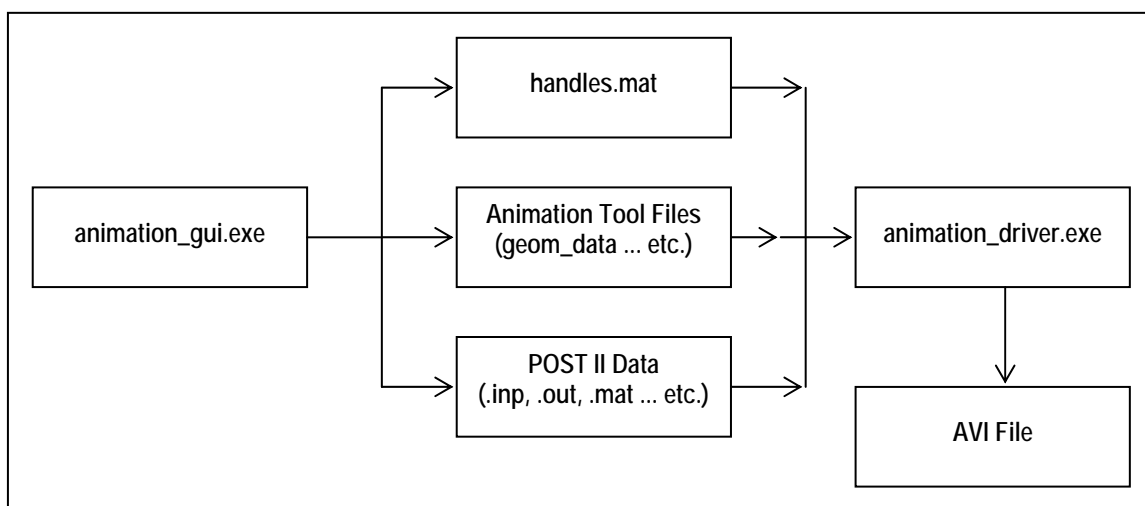 handles.mat
animation_gui.exe
Animation Tool Files
(geom_data ... etc.)
animation_driver.exe
POST II Data
(.inp, .out, .mat ... etc.)
AVI File